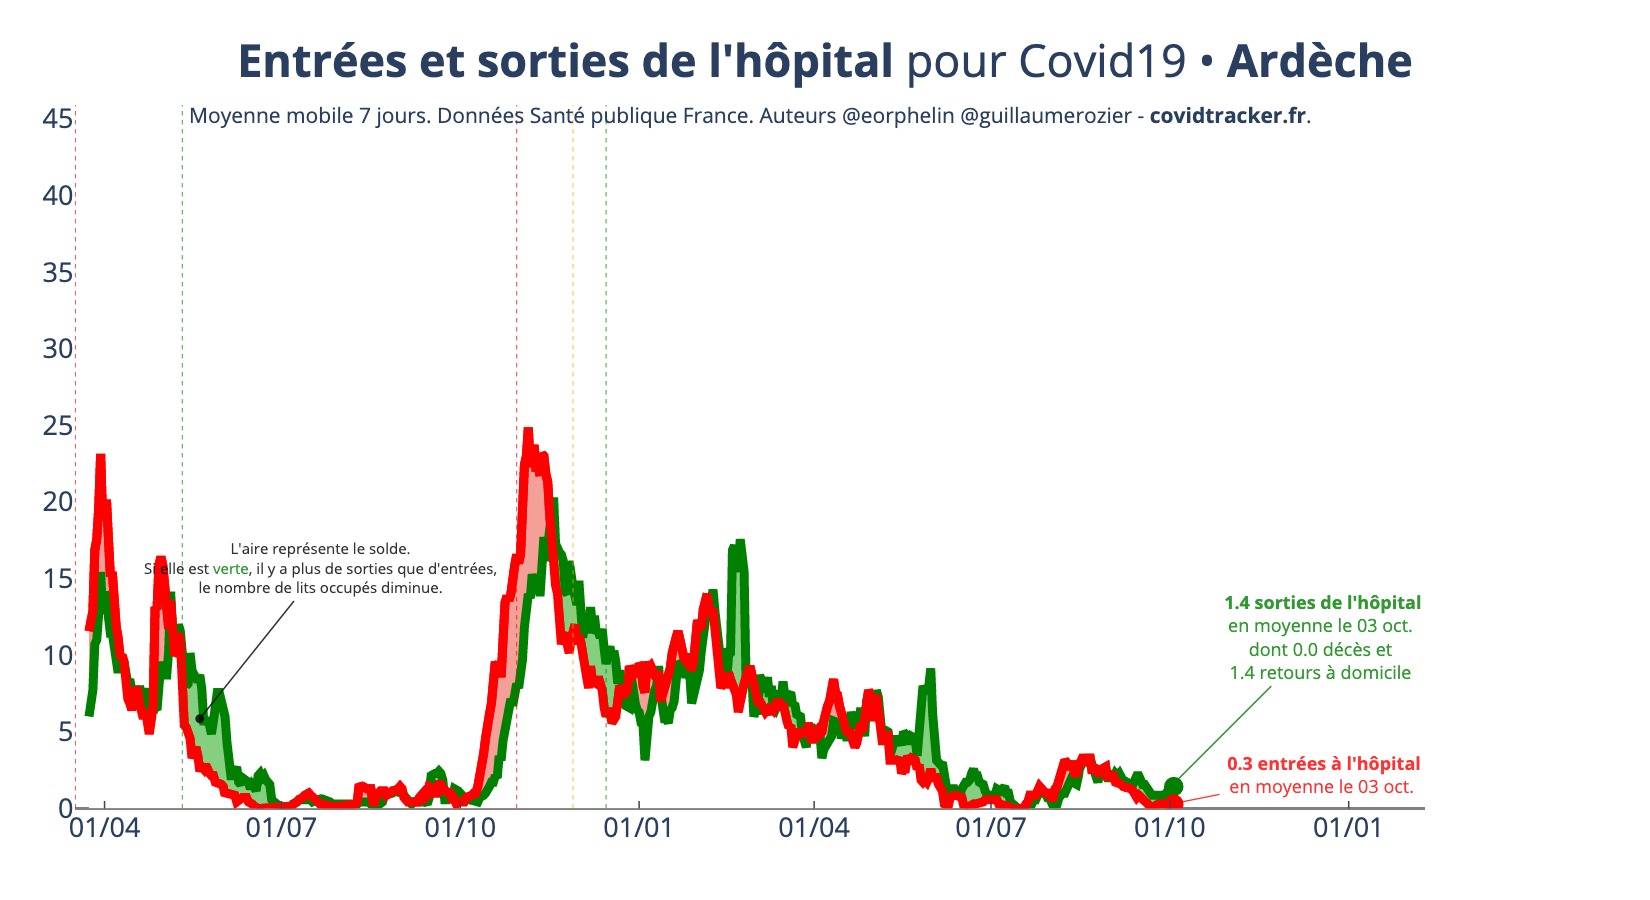 Entrées et sorties de l'hôpital pour Covid19 • Ardèche
Moyenne mobile 7 jours. Données Santé publique France. Auteurs @eorphelin @guillaumerozier - covidtracker.fr.
45
40
35
30
25
20
15
10
5
0
L'aire représente le solde.
Si elle est verte, il y a plus de sorties que d'entrées,
le nombre de lits occupés diminue.
1.4 sorties de l'hôpital
en moyenne le 03 oct.
dont 0.0 décès et
1.4 retours à domicile
0.3 entrées à l'hôpital
en moyenne le 03 oct.
01/04 01/07 01/10 01/01 01/04 01/07 01/10 01/01